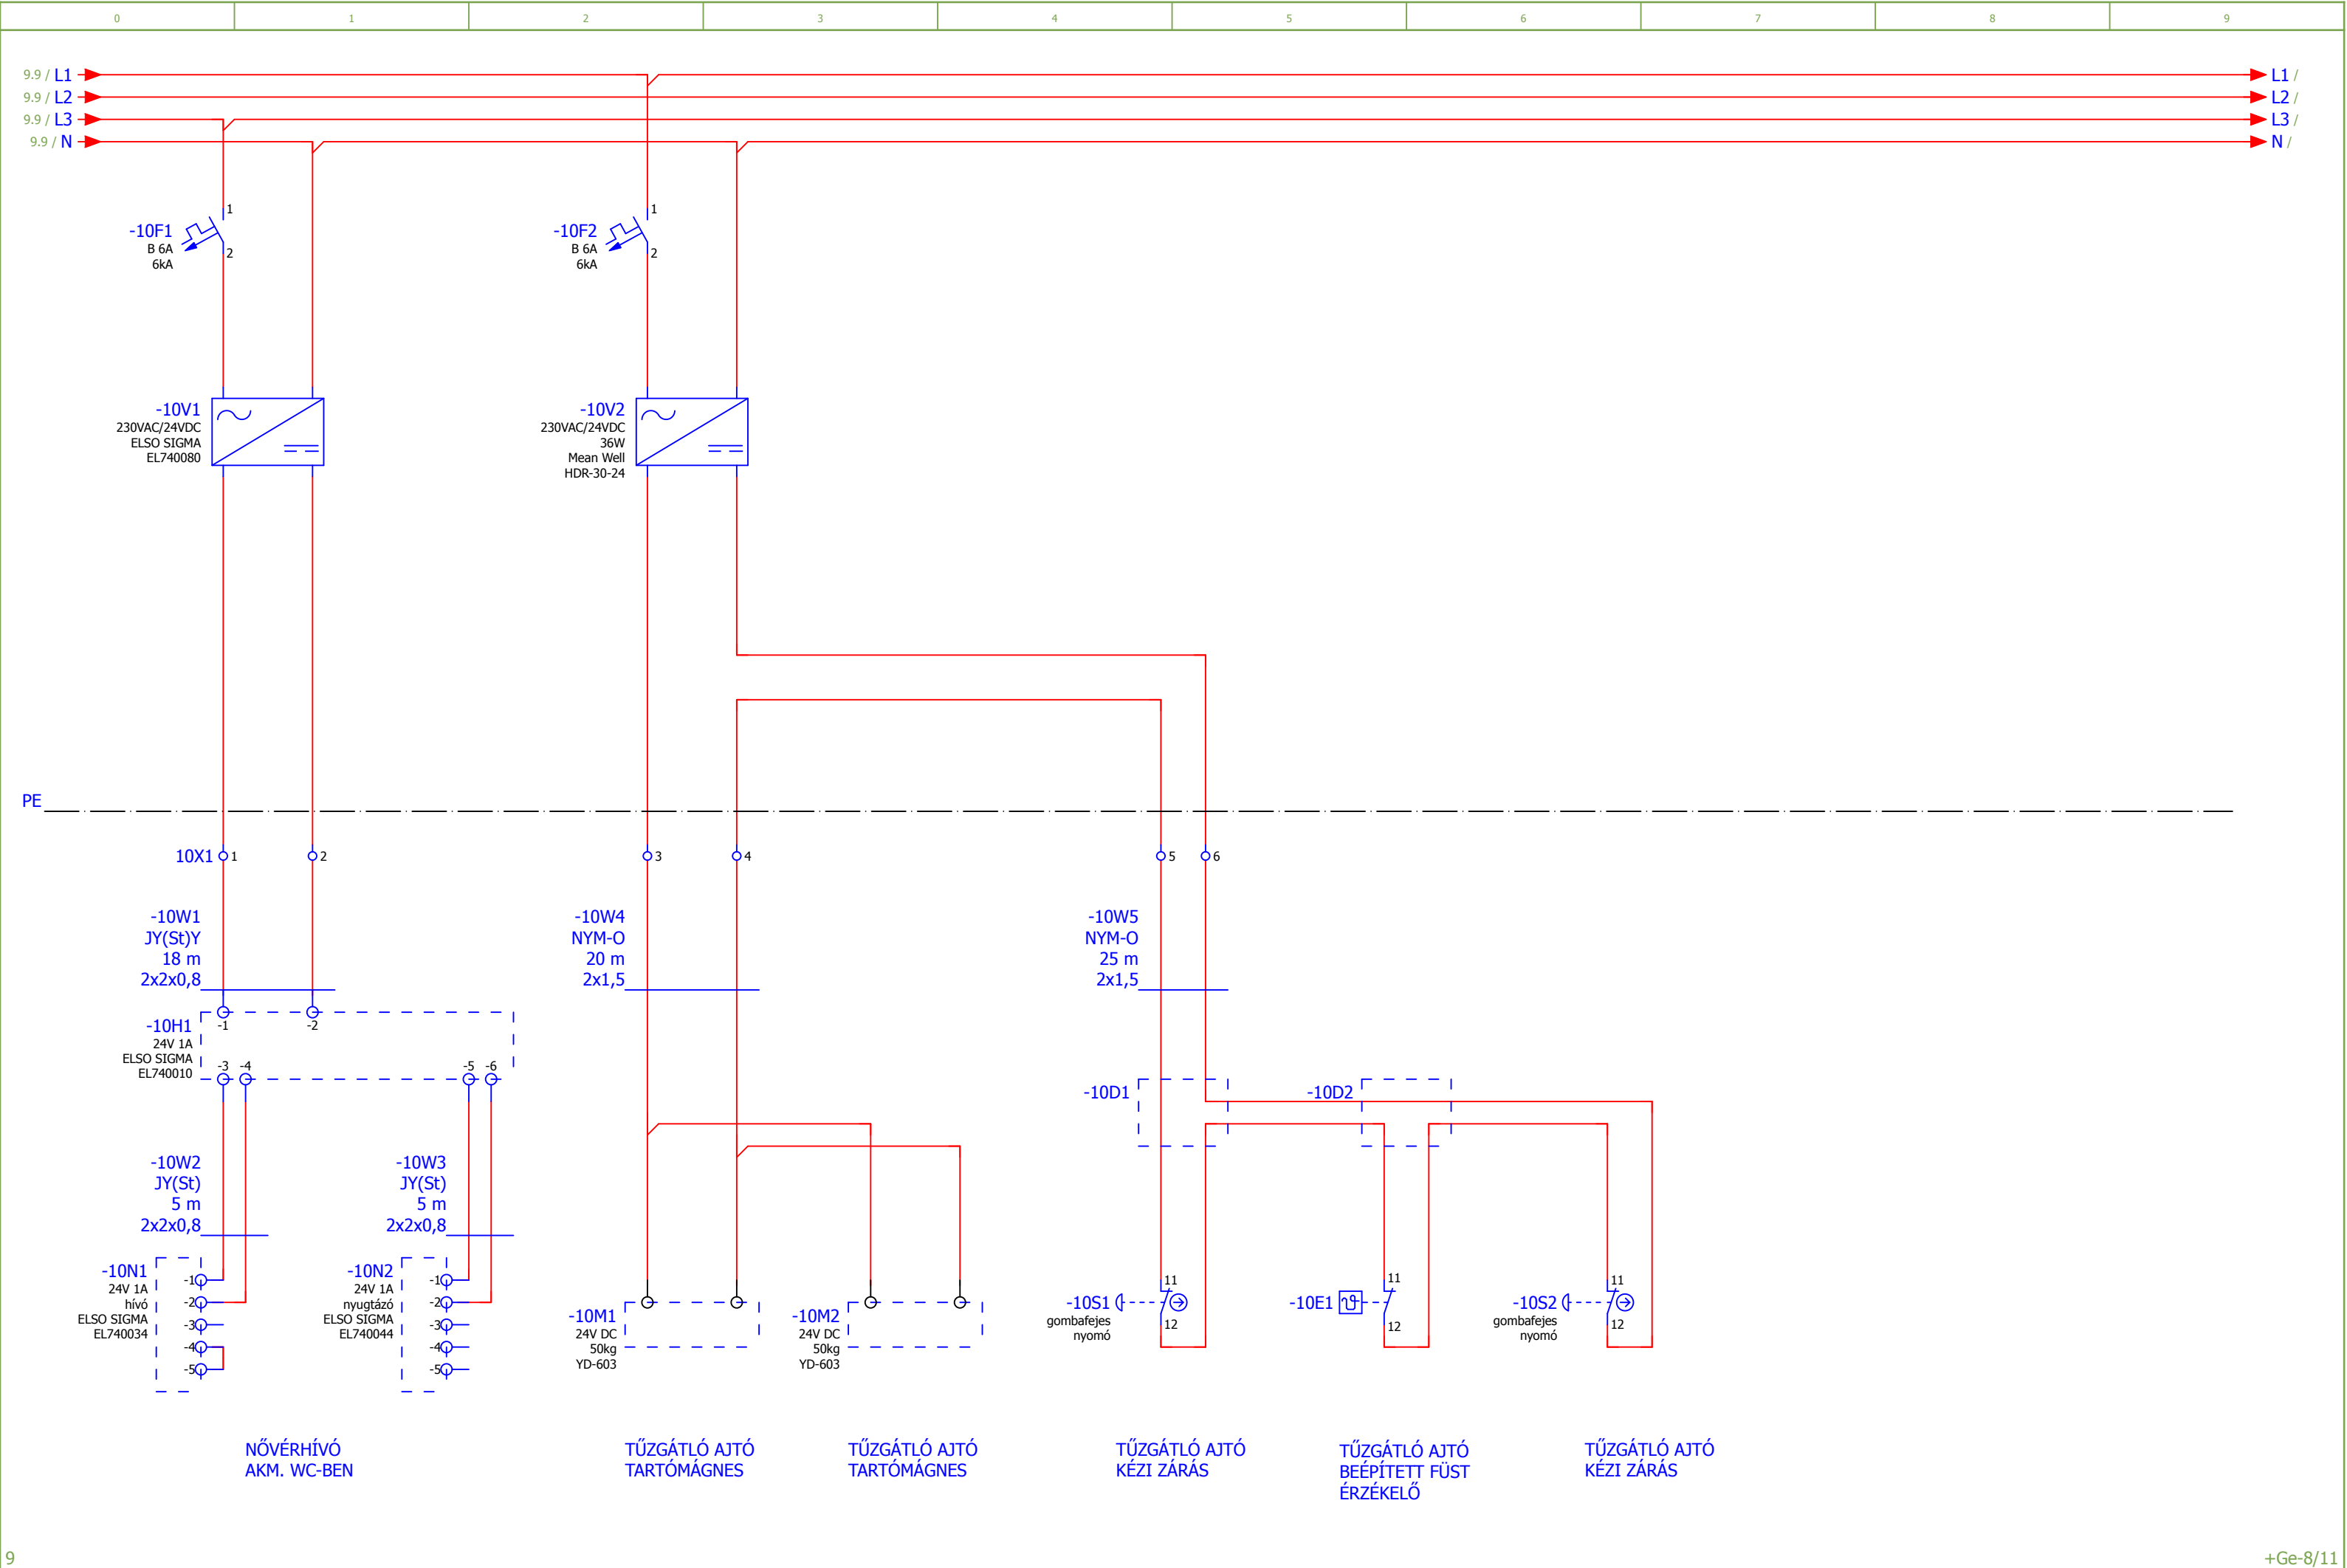 0 1 2 3 4 5 6 7 8 9
9.9 / L1
L1 /
9.9 / L2
L2 /
9.9 / L3
L3 /
9.9 / N
N /
-10F1
B 6A
6kA
1
2
-10F2
B 6A
6kA
1
2
-10V1
230VAC/24VDC
ELSO SIGMA
EL740080
-10V2
230VAC/24VDC
36W
Mean Well
HDR-30-24
PE
10X1 1 2 3 4 5 6
-10W1
JY(St)Y
18 m
2x2x0,8
-10W4
NYM-O
20 m
2x1,5
-10W5
NYM-O
25 m
2x1,5
-10H1
24V 1A
ELSO SIGMA
EL740010
-1 -2
-3 -4 -5 -6
-10D1
-10D2
-10W2
JY(St)
5 m
2x2x0,8
-10W3
JY(St)
5 m
2x2x0,8
-10N1
24V 1A
hívó
ELSO SIGMA
EL740034
-1
-2
-3
-4
-5
-10N2
24V 1A
nyugtázó
ELSO SIGMA
EL740044
-1
-2
-3
-4
-5
-10M1
24V DC
50kg
YD-603
-10M2
24V DC
50kg
YD-603
-10S1
gombafejes
nyomó
11
12
-10E1
11
12
-10S2
gombafejes
nyomó
11
12
NŐVÉRHÍVÓ
AKM. WC-BEN
TŰZGÁTLÓ AJTÓ
TARTÓMÁGNES
TŰZGÁTLÓ AJTÓ
TARTÓMÁGNES
TŰZGÁTLÓ AJTÓ
KÉZI ZÁRÁS
TŰZGÁTLÓ AJTÓ
BEÉPÍTETT FÜST
ÉRZÉKELŐ
TŰZGÁTLÓ AJTÓ
KÉZI ZÁRÁS
9
+Ge-8/11